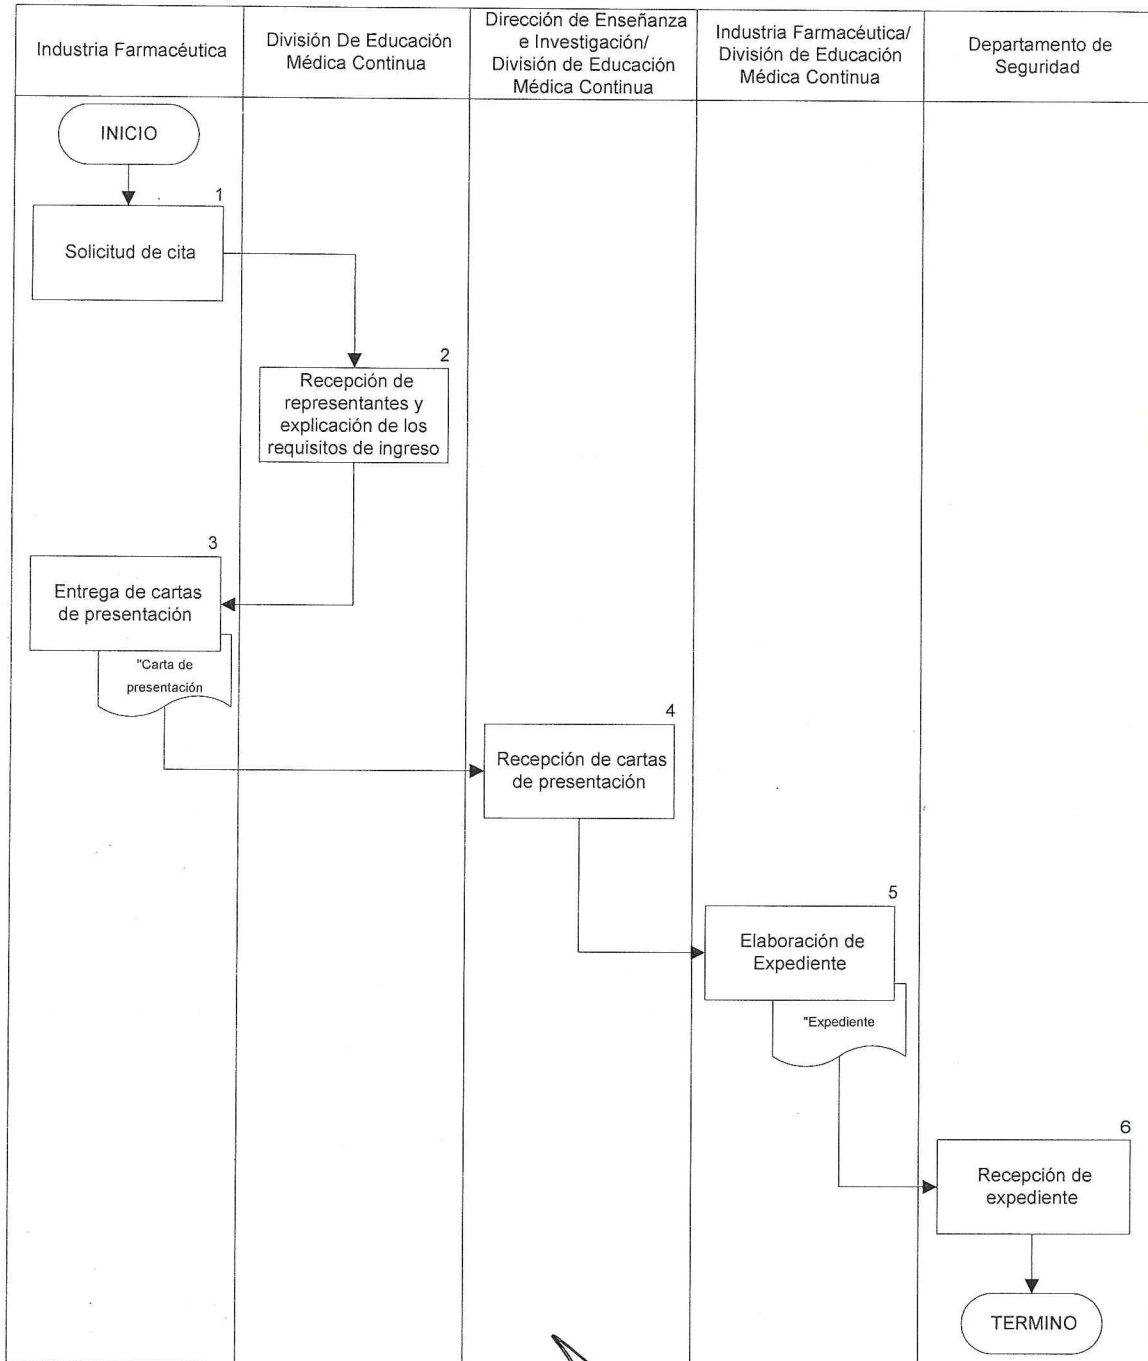 Industria Farmacéutica
División De Educación
Médica Continua
Dirección de Enseñanza
e Investigación/
División de Educación
Médica Continua
Industria Farmacéutica/
División de Educación
Médica Continua
Departamento de
Seguridad
INICIO
1
Solicitud de cita
2
Recepción de
representantes y
explicación de los
requisitos de ingreso
3
Entrega de cartas
de presentación
"Carta de
presentación
4
Recepción de cartas
de presentación
5
Elaboración de
Expediente
"Expediente
6
Recepción de
expediente
TERMINO